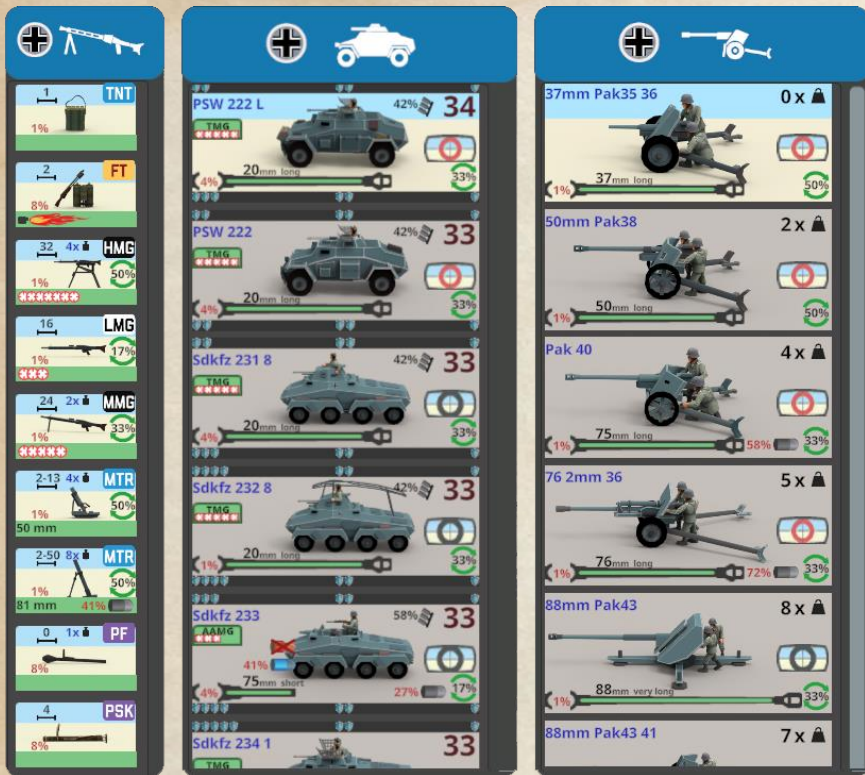 1 TNT
1%
2 FT
8%
32 4x HMG
1% 50%
16 LMG
1% 17%
24 2x MMG
1% 33%
2-13 4x MTR
1% 50%
50 mm
2-50 8x MTR
1% 50%
81 mm 41%
0 1x PF
8%
4 PSK
8%
PSW 222 L 42% 34
TMG
20mm long
4% 33%
PSW 222 42% 33
TMG
20mm long
4% 33%
Sdkfz 231 8 42% 33
TMG
20mm long
4% 33%
Sdkfz 232 8 42% 33
TMG
20mm long
1% 33%
Sdkfz 233 58% 33
AAMG
41%
75mm short
4% 27% 17%
Sdkfz 234 1 33
TMG
37mm Pak35 36 0 x
37mm long
1% 50%
50mm Pak38 2 x
50mm long
1% 50%
Pak 40 4 x
75mm long
1% 58% 33%
76 2mm 36 5 x
76mm long
1% 72% 33%
88mm Pak43 8 x
88mm very long
1% 33%
88mm Pak43 41 7 x